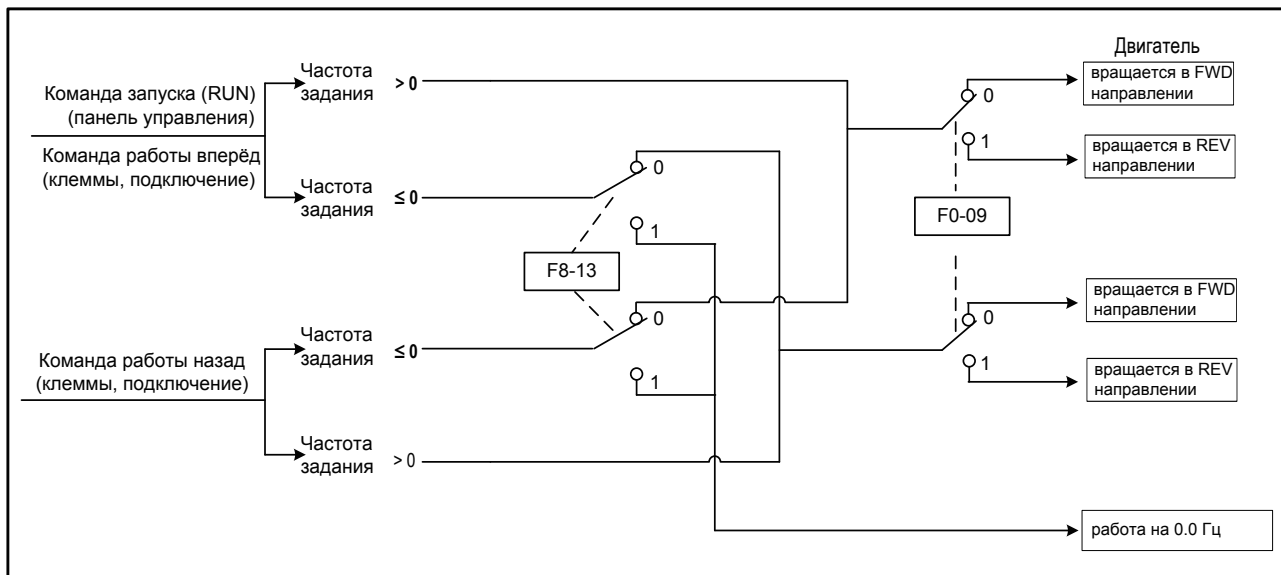 Двигатель
Команда запуска (RUN)
(панель управления)
Команда работы вперёд
(клеммы, подключение)
Частота
задания
> 0
Частота
задания
≤ 0
0
1
F8-13
0
вращается в FWD
направлении
1
вращается в REV
направлении
F0-09
Команда работы назад
(клеммы, подключение)
Частота
задания
≤ 0
0
1
Частота
задания
> 0
0
вращается в FWD
направлении
1
вращается в REV
направлении
работа на 0.0 Гц